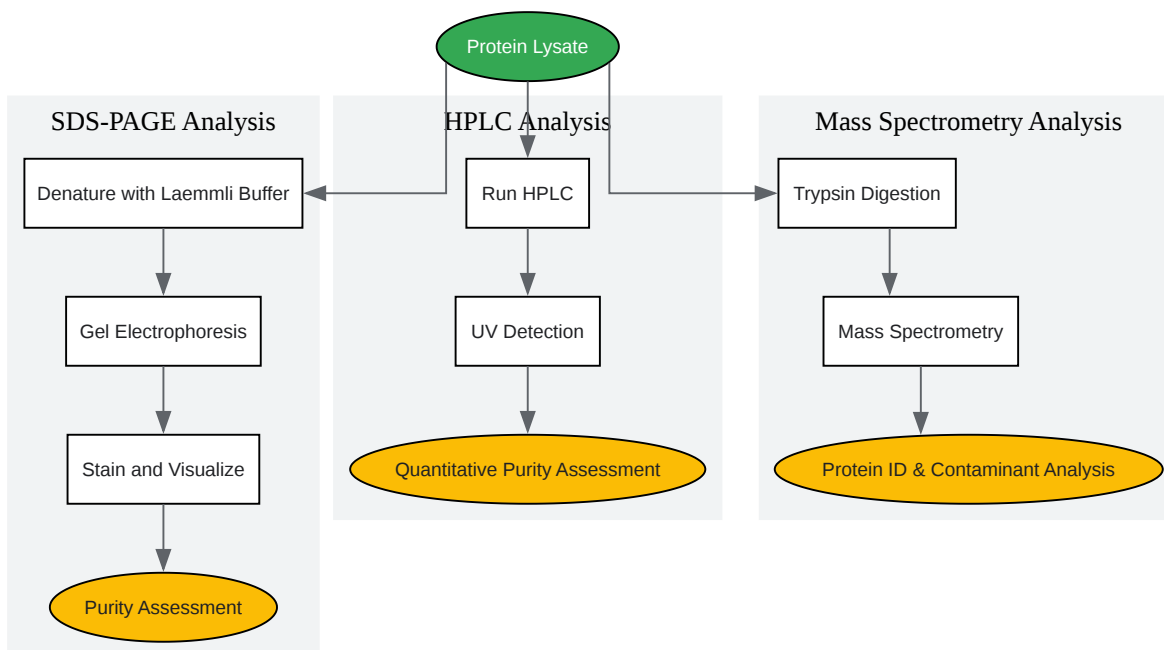 Protein Lysate
SDS-PAGE Analysis
Denature with Laemmli Buffer
Gel Electrophoresis
Stain and Visualize
Purity Assessment
HPLC Analysis
Run HPLC
UV Detection
Quantitative Purity Assessment
Mass Spectrometry Analysis
Trypsin Digestion
Mass Spectrometry
Protein ID & Contaminant Analysis